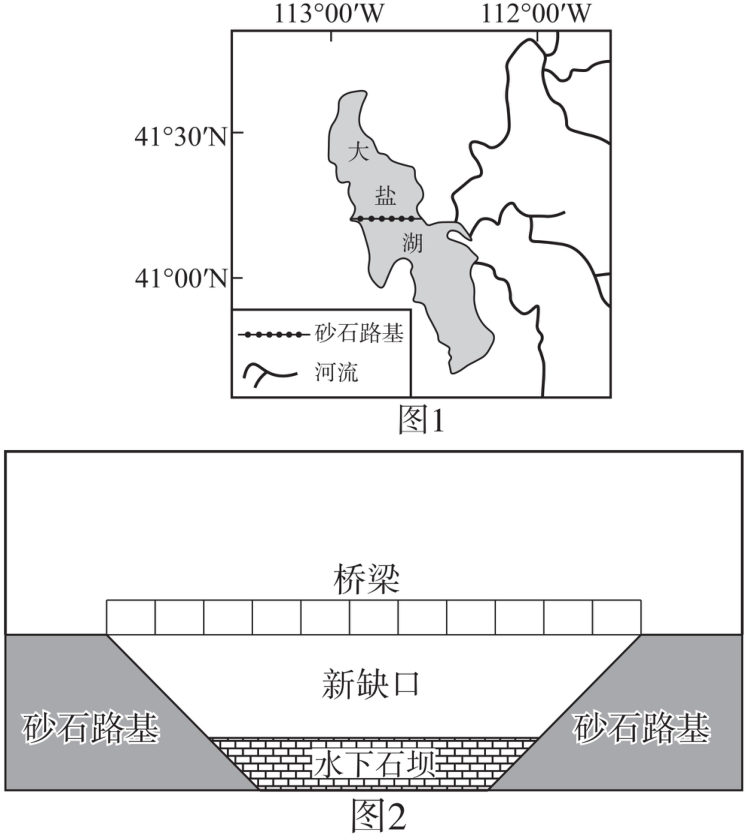 113°00′W 112°00′W
41°30′N
大
盐
湖
41°00′N
砂石路基
河流
图1
桥梁
新缺口
砂石路基 砂石路基
水下石坝
图2